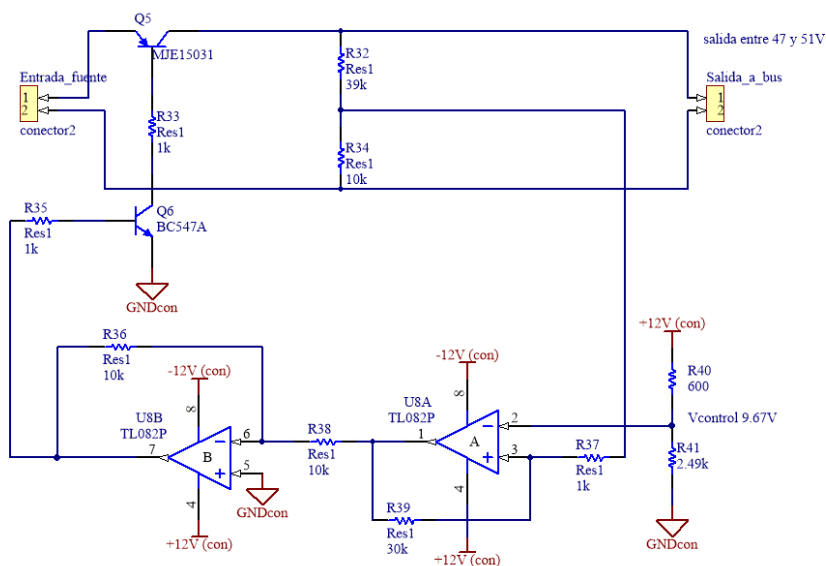 Q5
MJE15031
salida entre 47 y 51V
R32
Res1
39k
Entrada_fuente
1
2
conector2
Salida_a_bus
1
2
conector2
R33
Res1
1k
R34
Res1
10k
R35
Res1
1k
Q6
BC547A
GNDcon
+12V (con)
R36
Res1
10k
-12V (con)
-12V (con)
R40
600
U8B
TL082P
8
6
R38
Res1
10k
U8A
TL082P
8
2
Vcontrol 9.67V
7
B
5
1
A
3
R37
Res1
1k
R41
2.49k
GNDcon
4
4
R39
Res1
30k
+12V (con)
+12V (con)
GNDcon